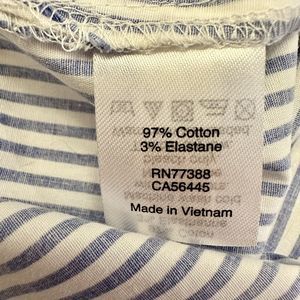 97% Cotton
3% Elastane
RN77388
CA56445
Made in Vietnam